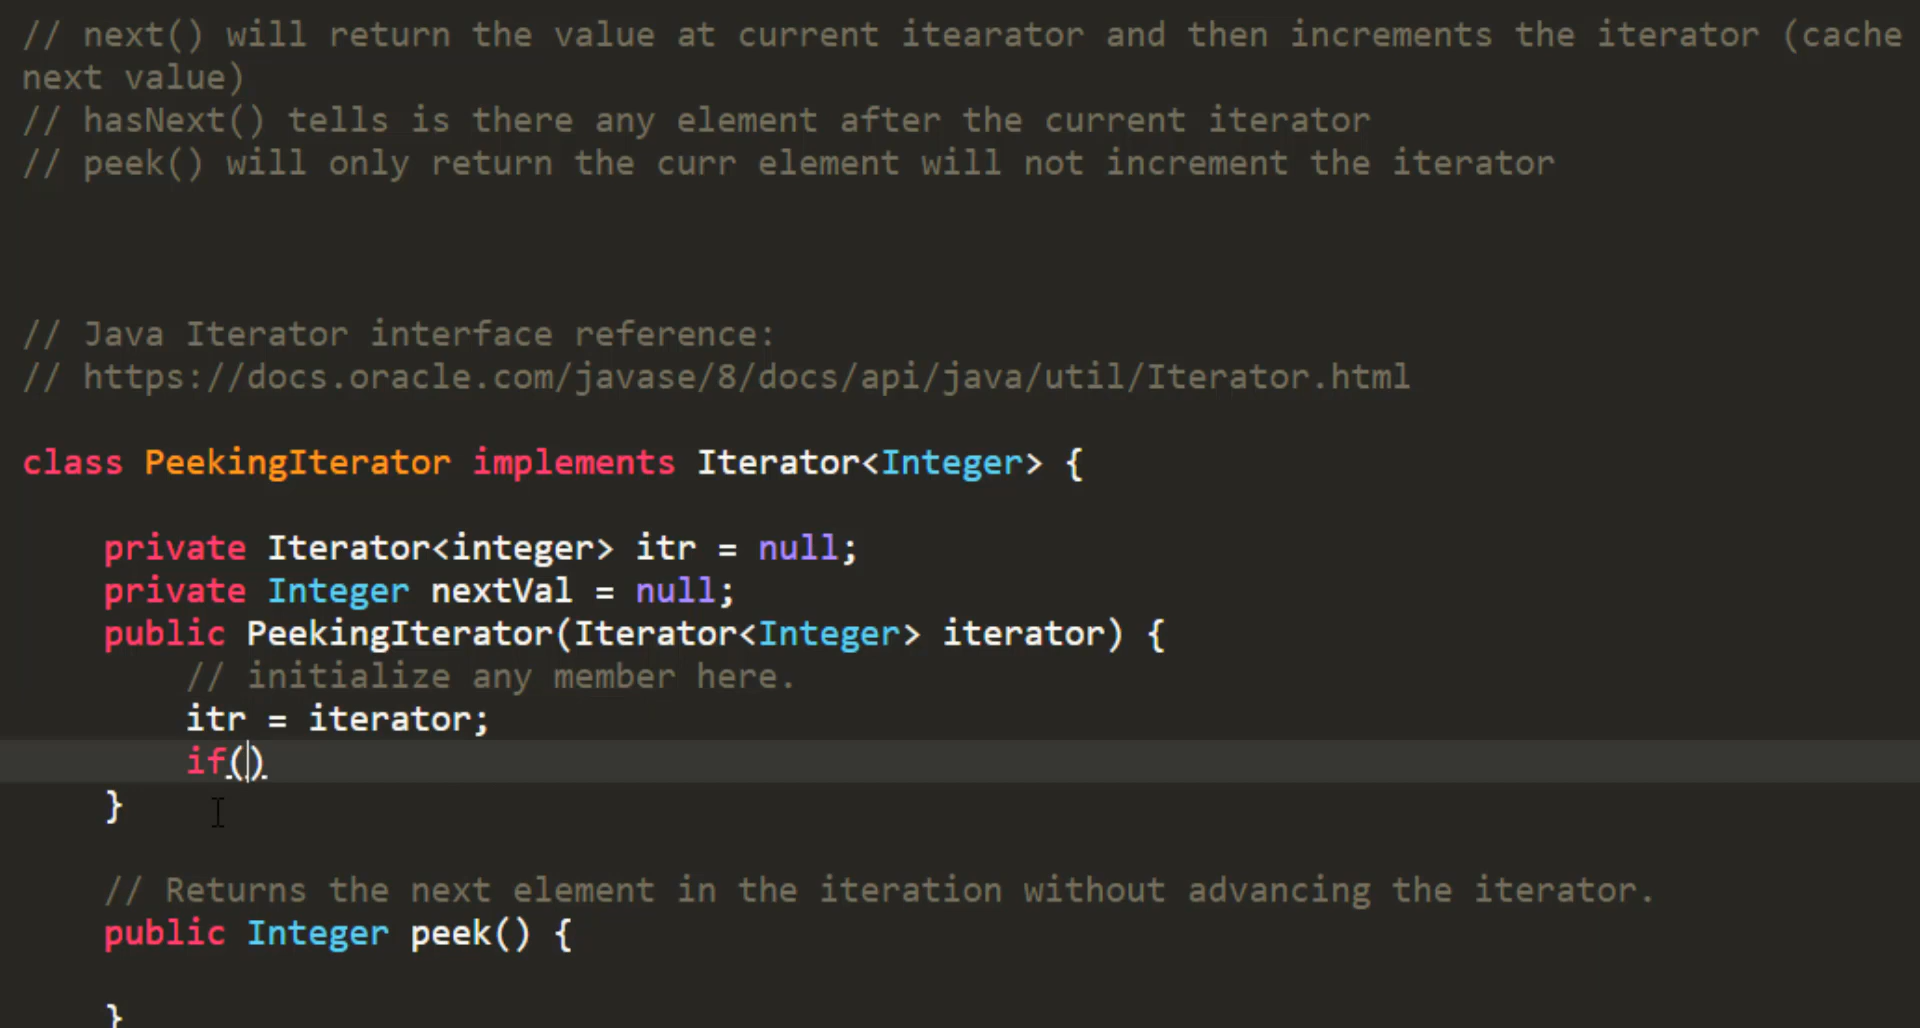 // next() will return the value at current itearator and then increments the iterator (cache
next value)
// hasNext() tells is there any element after the current iterator
// peek() will only return the curr element will not increment the iterator
// Java Iterator interface reference:
// https://docs.oracle.com/javase/8/docs/api/java/util/Iterator.html
class PeekingIterator implements Iterator<Integer> {
private Iterator<integer> itr = null;
private Integer nextVal = null;
public PeekingIterator(Iterator<Integer> iterator) {
// initialize any member here.
itr = iterator;
if()
}
// Returns the next element in the iteration without advancing the iterator.
public Integer peek() {
}